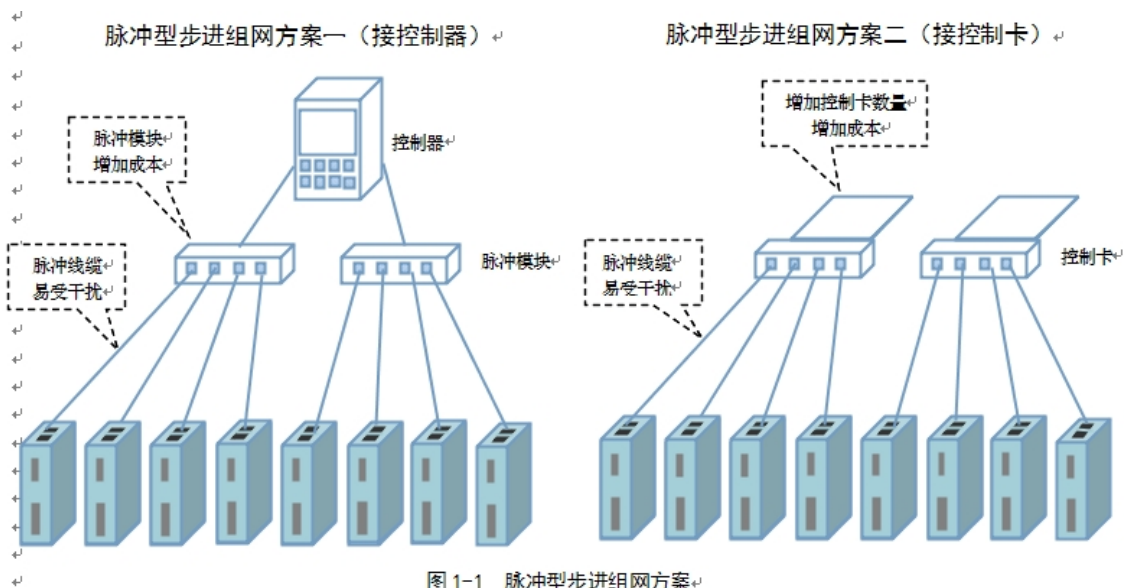 脉冲型步进组网方案一（接控制器）
脉冲型步进组网方案二（接控制卡）
脉冲模块
增加成本
控制器
脉冲线缆
易受干扰
脉冲模块
增加控制卡数量
增加成本
脉冲线缆
易受干扰
控制卡
图 1-1 脉冲型步进组网方案